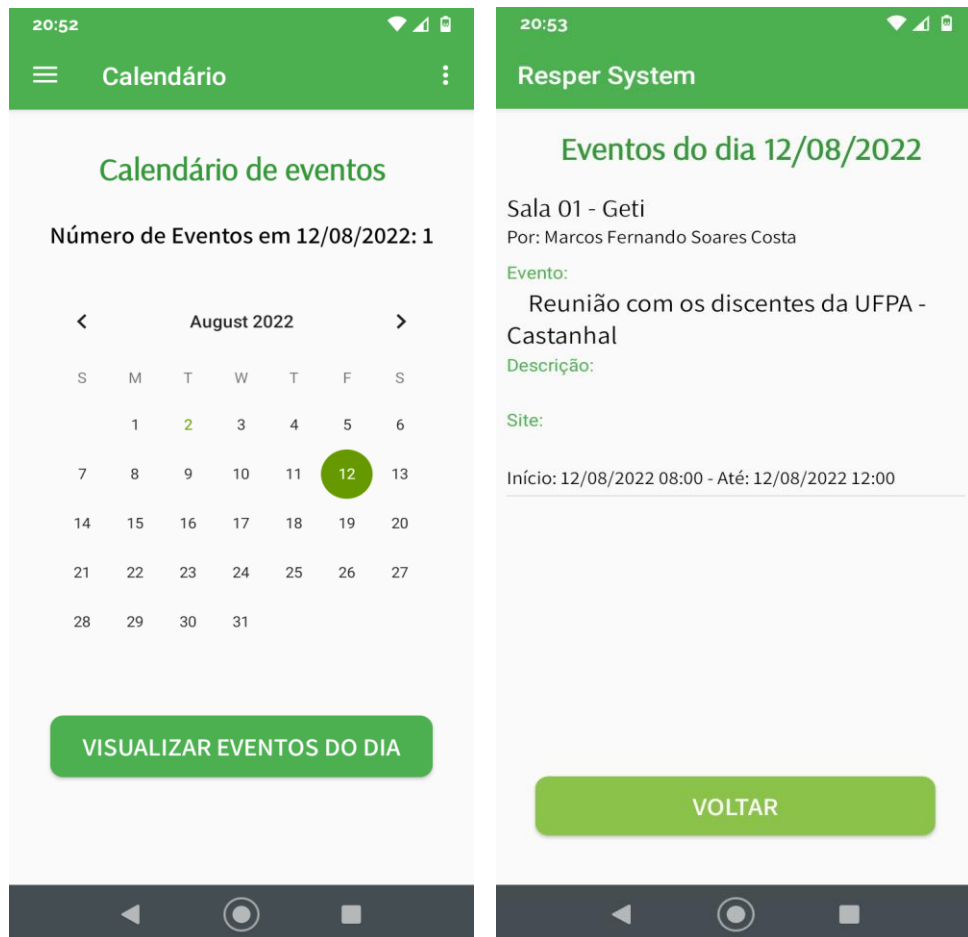 20:52
Calendário
Calendário de eventos
Número de Eventos em 12/08/2022: 1
August 2022
S M T W T F S
1 2 3 4 5 6
7 8 9 10 11 12 13
14 15 16 17 18 19 20
21 22 23 24 25 26 27
28 29 30 31
VISUALIZAR EVENTOS DO DIA
20:53
Resper System
Eventos do dia 12/08/2022
Sala 01 - Geti
Por: Marcos Fernando Soares Costa
Evento:
Reunião com os discentes da UFPA -
Castanhal
Descrição:
Site:
Início: 12/08/2022 08:00 - Até: 12/08/2022 12:00
VOLTAR